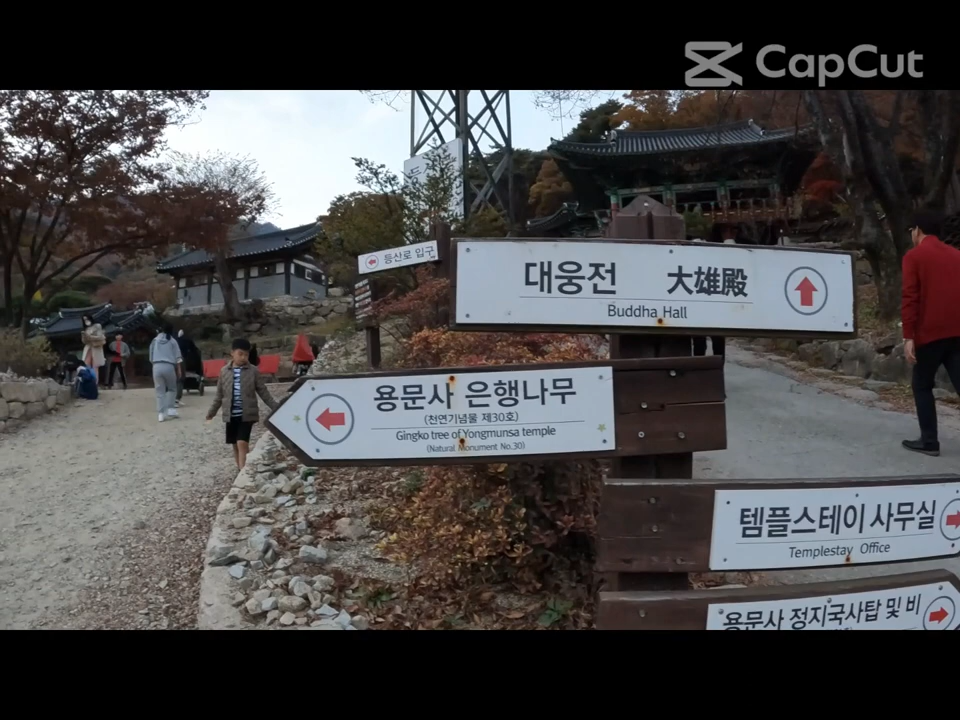 CapCut
등산로 입구
대웅전 大雄殿
Buddha Hall
용문사 은행나무
(천연기념물 제30호)
Gingko tree of Yongmunsa temple
(Natural Monument No.30)
템플스테이 사무실
Templestay Office
용문사 정지국사탑 및 비